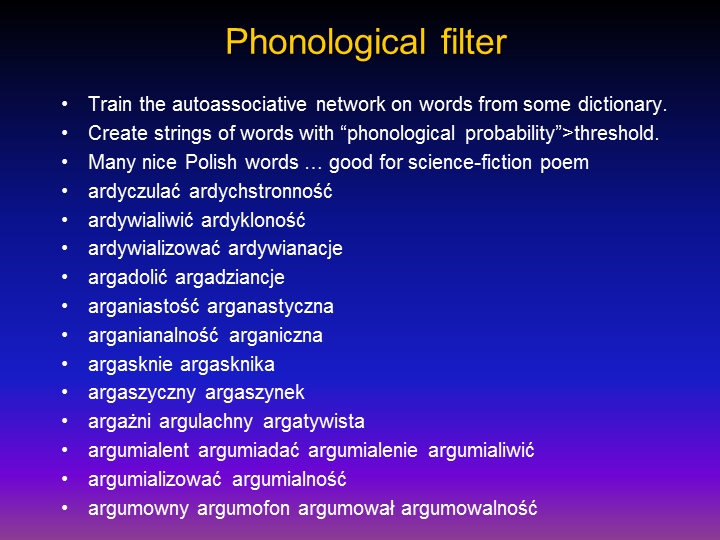 Phonological filter
• Train the autoassociative network on words from some dictionary.
• Create strings of words with “phonological probability”>threshold.
• Many nice Polish words … good for science-fiction poem
• ardyczulać ardychstronność
• ardywialiwić ardykloność
• ardywializować ardywianacje
• argadolić argadziancje
• arganiastość arganastyczna
• arganianalność arganiczna
• argasknie argasknika
• argaszyczny argaszynek
• argażni argulachny argatywista
• argumialent argumiadać argumialenie argumialiwić
• argumializować argumialność
• argumowny argumofon argumował argumowalność